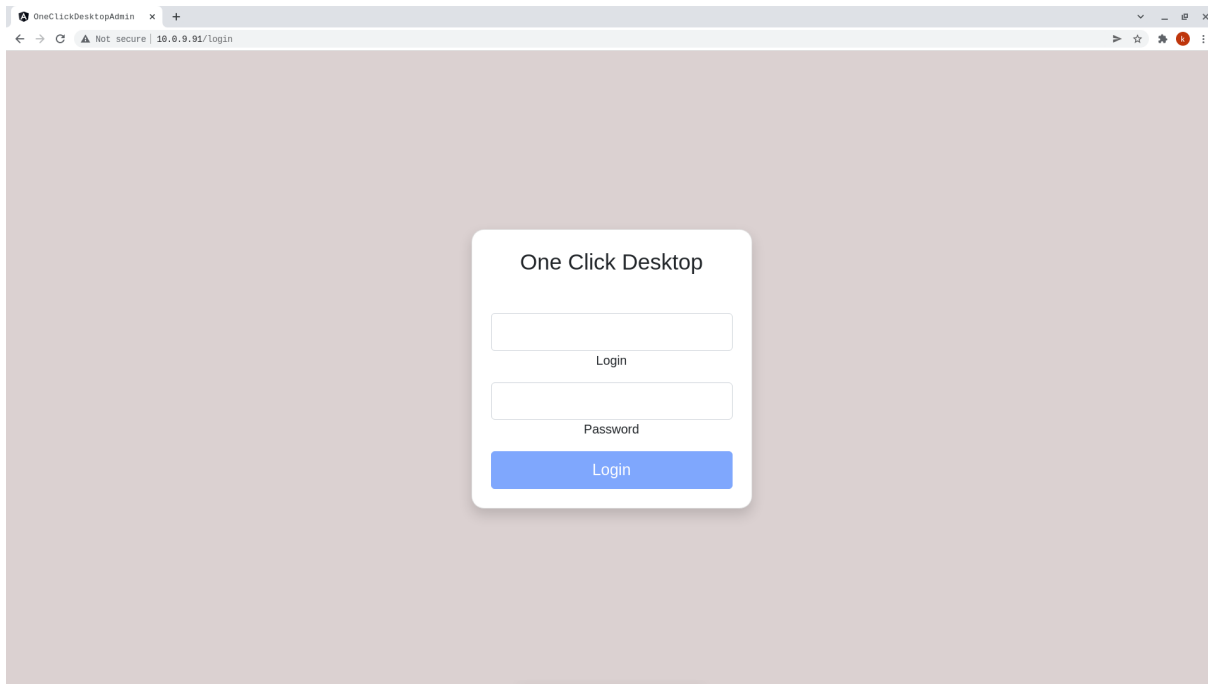 OneClickDesktopAdmin
Not secure 10.0.9.91/login
k
One Click Desktop
Login
Password
Login